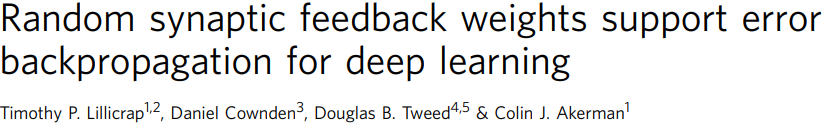 Random synaptic feedback weights support error
backpropagation for deep learning
Timothy P. Lillicrap1,2, Daniel Cownden3, Douglas B. Tweed4,5 & Colin J. Akerman1